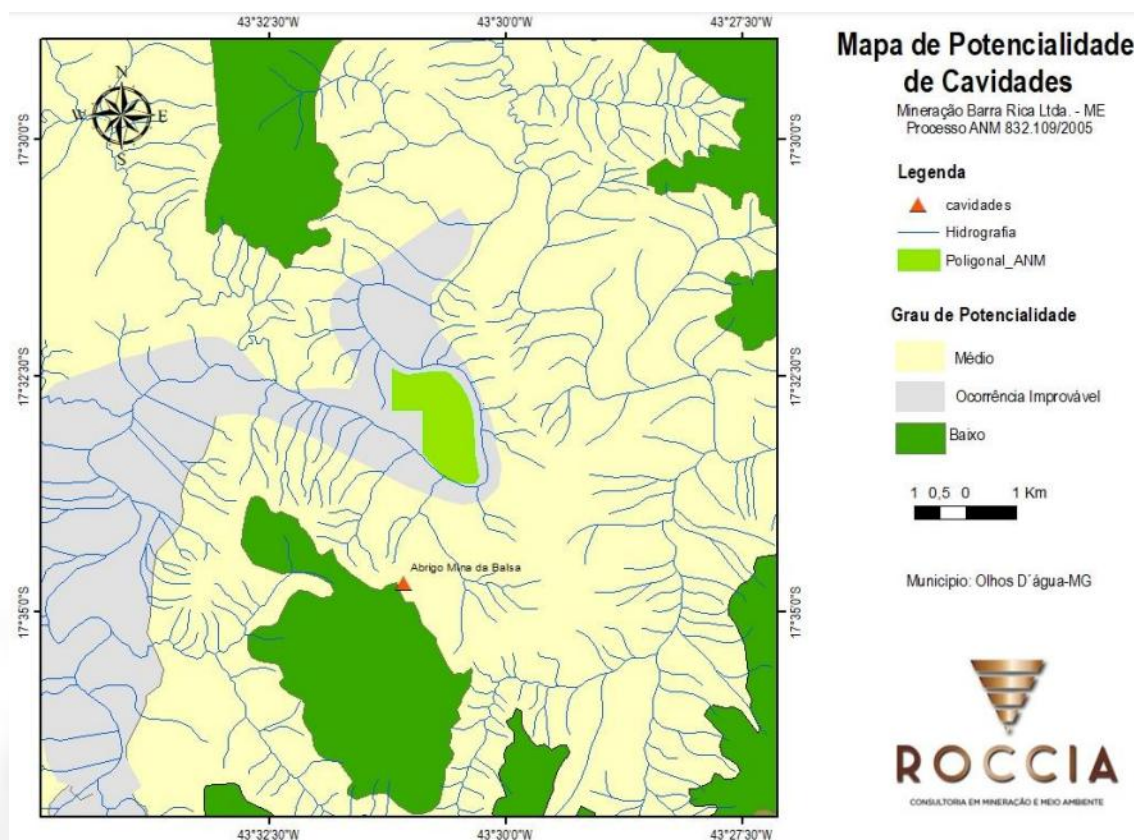 43°32'30"W 43°30'0"W 43°27'30"W
17°30'0"S
17°32'30"S
17°35'0"S
N
W E
S
Abrigo Mina da Balsa
17°30'0"S
17°32'30"S
17°35'0"S
43°32'30"W 43°30'0"W 43°27'30"W
Mapa de Potencialidade
de Cavidades
Mineração Barra Rica Ltda. - ME
Processo ANM 832.109/2005
Legenda
cavidades
Hidrografia
Poligonal_ANM
Grau de Potencialidade
Médio
Ocorrência Improvável
Baixo
1 0,5 0 1 Km
Municipio: Olhos D´água-MG
ROCCIA
CONSULTORIA EM MINERAÇÃO E MEIO AMBIENTE